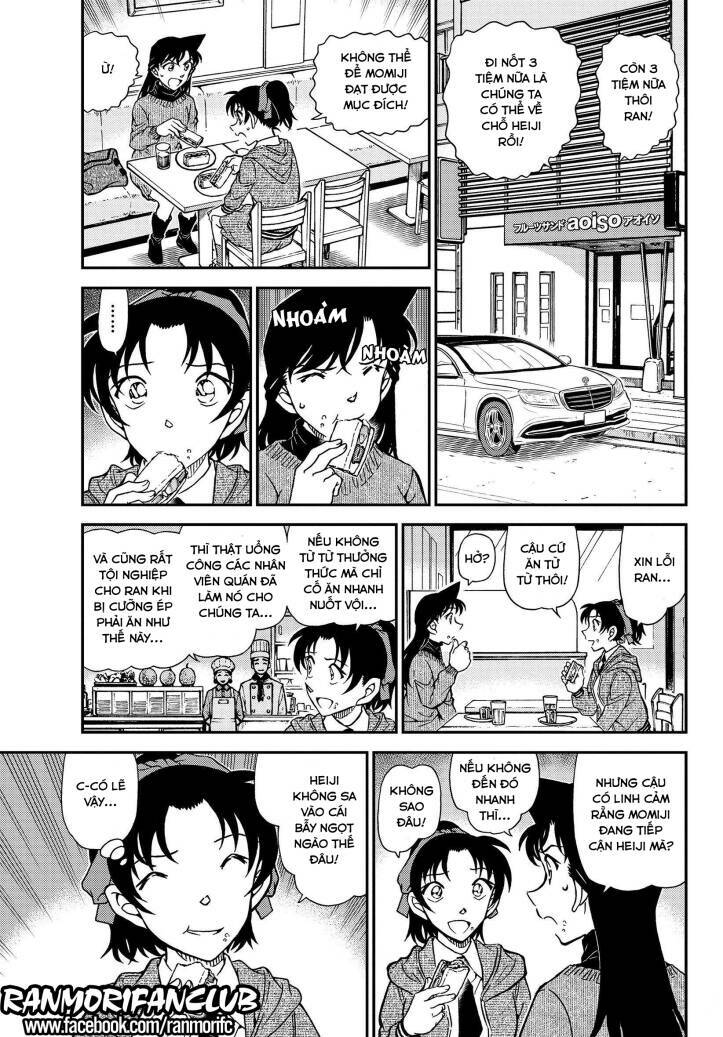 CÒN 3
TIỆM NỮA
THÔI
RAN!
ĐI NỐT 3
TIỆM NỮA LÀ
CHÚNG TA
CÓ THỂ VỀ
CHỖ HEIJI
RỒI!
フルーツサンド aoiso アオイソ
KHÔNG THỂ
ĐỂ MOMIJI
ĐẠT ĐƯỢC
MỤC ĐÍCH!
Ừ!
NHOÀM
NHOÀM
......
XIN LỖI
RAN...
CẬU CỨ
ĂN TỪ
TỪ THÔI!
HỞ?
NẾU KHÔNG
TỪ TỪ THƯỞNG
THỨC MÀ CHỈ
CỐ ĂN NHANH
NUỐT VỘI...
THÌ THẬT UỔNG
CÔNG CÁC NHÂN
VIÊN QUÁN ĐÃ
LÀM NÓ CHO
CHÚNG TA...
VÀ CŨNG RẤT
TỘI NGHIỆP
CHO RAN KHI
BỊ CƯỠNG ÉP
PHẢI ĂN NHƯ
THẾ NÀY...
NHƯNG CẬU
CÓ LINH CẢM
RẰNG MOMIJI
ĐANG TIẾP
CẬN HEIJI MÀ?
NẾU KHÔNG
ĐẾN ĐÓ
NHANH
THÌ...
KHÔNG
SAO
ĐÂU!
HEIJI
KHÔNG SA
VÀO CÁI
BẪY NGỌT
NGÀO THẾ
ĐÂU!
C-CÓ LẼ
VẬY...
RANMORIFANCLUB
www.facebook.com/ranmorifc